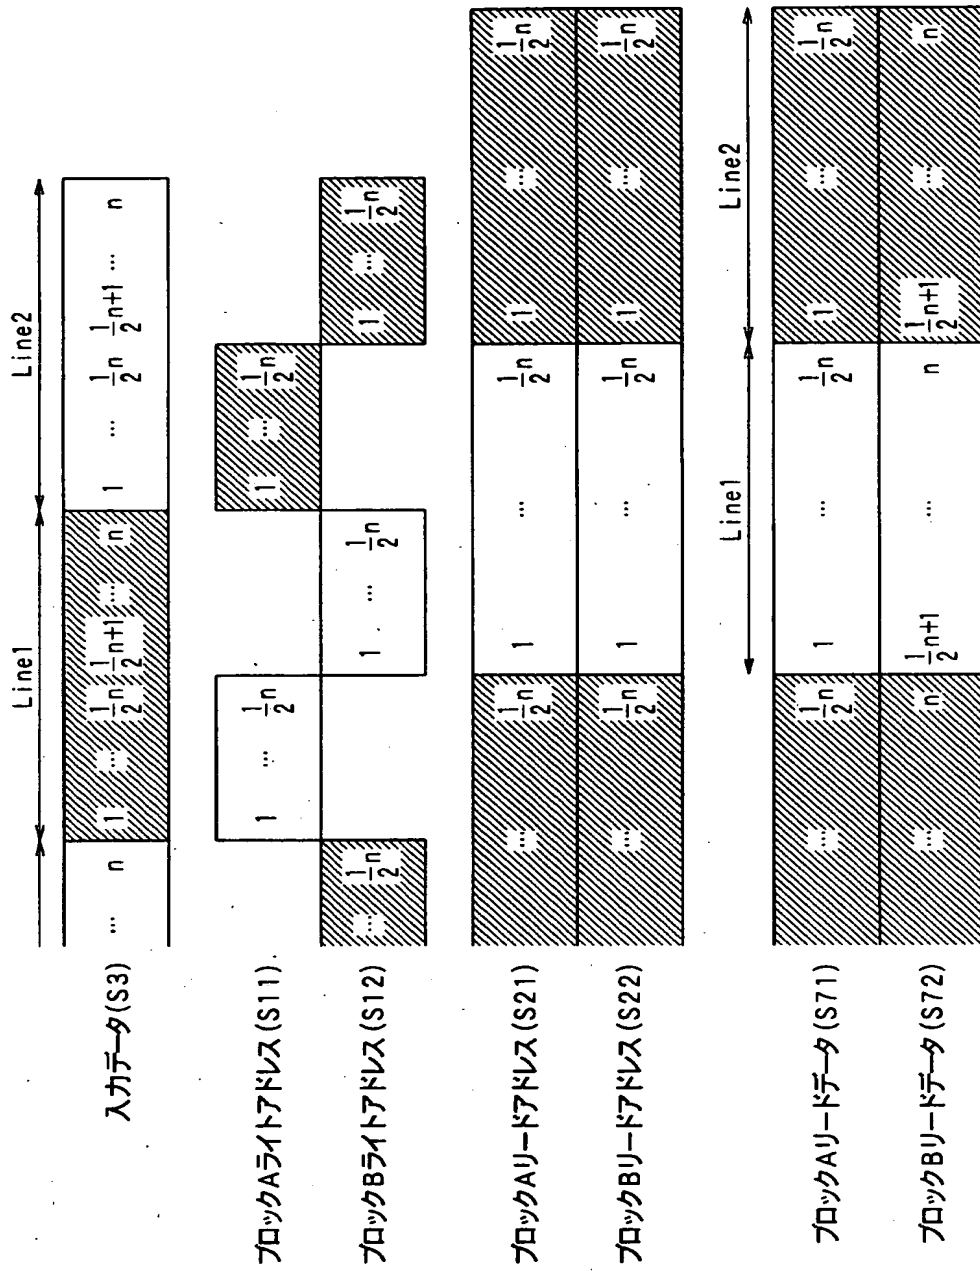 Line1 Line2
入力データ(S3) ... n 1 ... 1/2n 1/2n+1 ... n 1 ... 1/2n 1/2n+1 ... n
ブロックAライトアドレス(S11) 1 ... 1/2n 1 ... 1/2n
ブロックBライトアドレス(S12) ... 1/2n 1 ... 1/2n 1 ... 1/2n
ブロックAリードアドレス(S21) ... 1/2n 1 ... 1/2n 1 ... 1/2n
ブロックBリードアドレス(S22) ... 1/2n 1 ... 1/2n 1 ... 1/2n
Line1 Line2
ブロックAリードデータ(S71) ... 1/2n 1 ... 1/2n 1 ... 1/2n
ブロックBリードデータ(S72) ... n 1/2n+1 ... n 1/2n+1 ... n